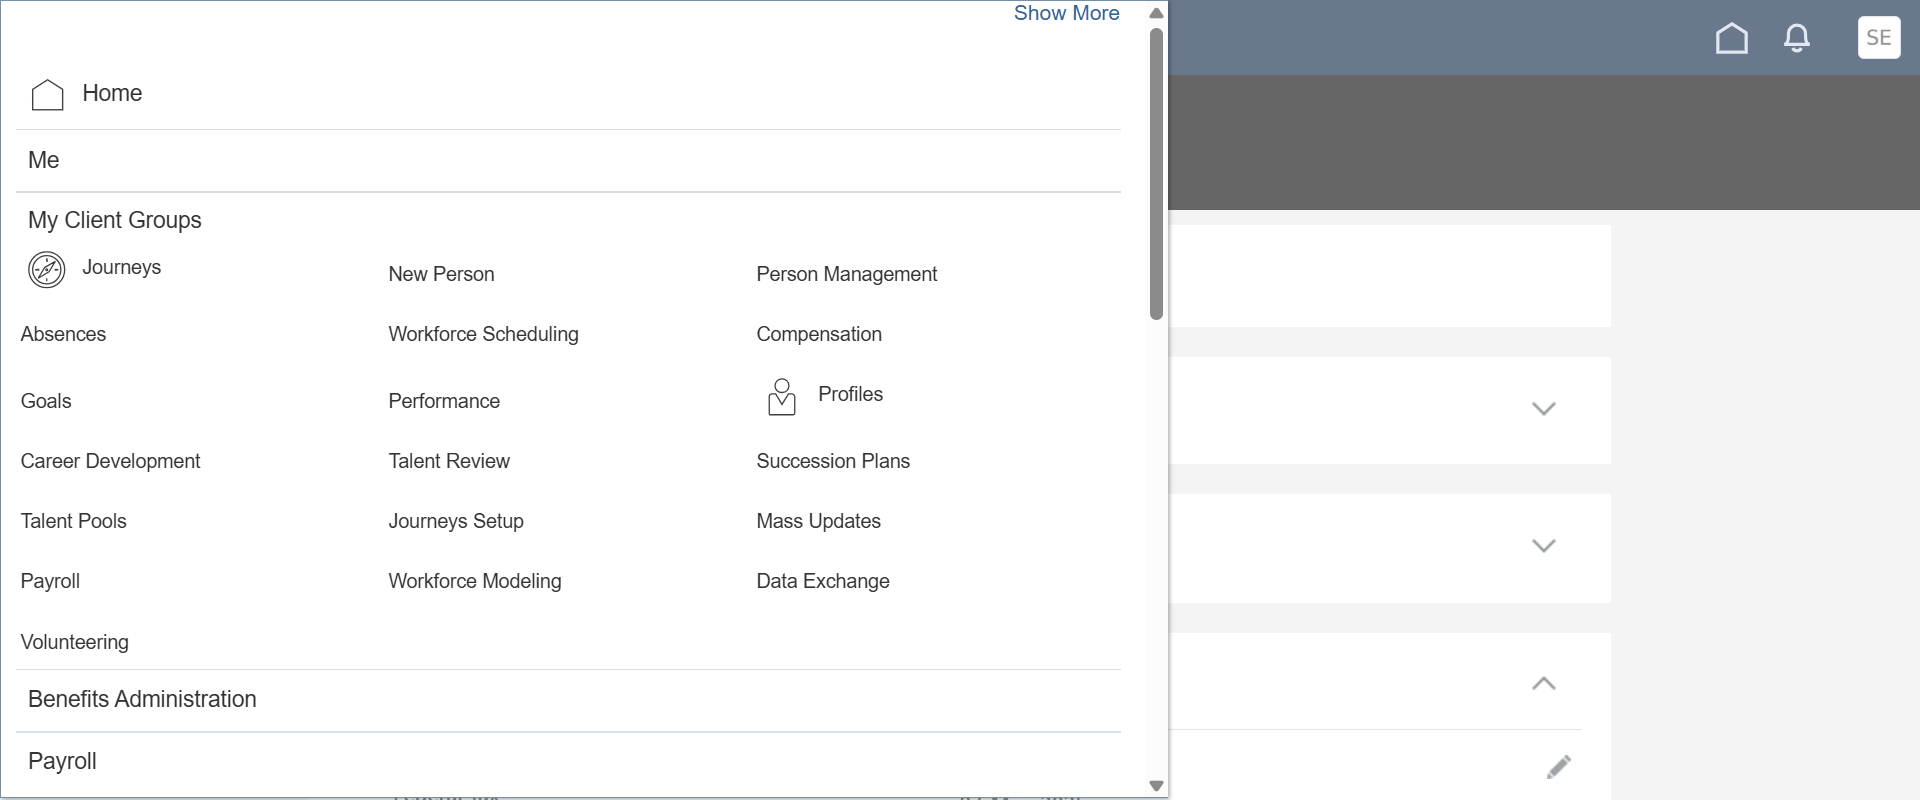 Show More
SE
Home
Me
My Client Groups
Journeys
New Person
Person Management
Absences
Workforce Scheduling
Compensation
Goals
Performance
Profiles
Career Development
Talent Review
Succession Plans
Talent Pools
Journeys Setup
Mass Updates
Payroll
Workforce Modeling
Data Exchange
Volunteering
Benefits Administration
Payroll